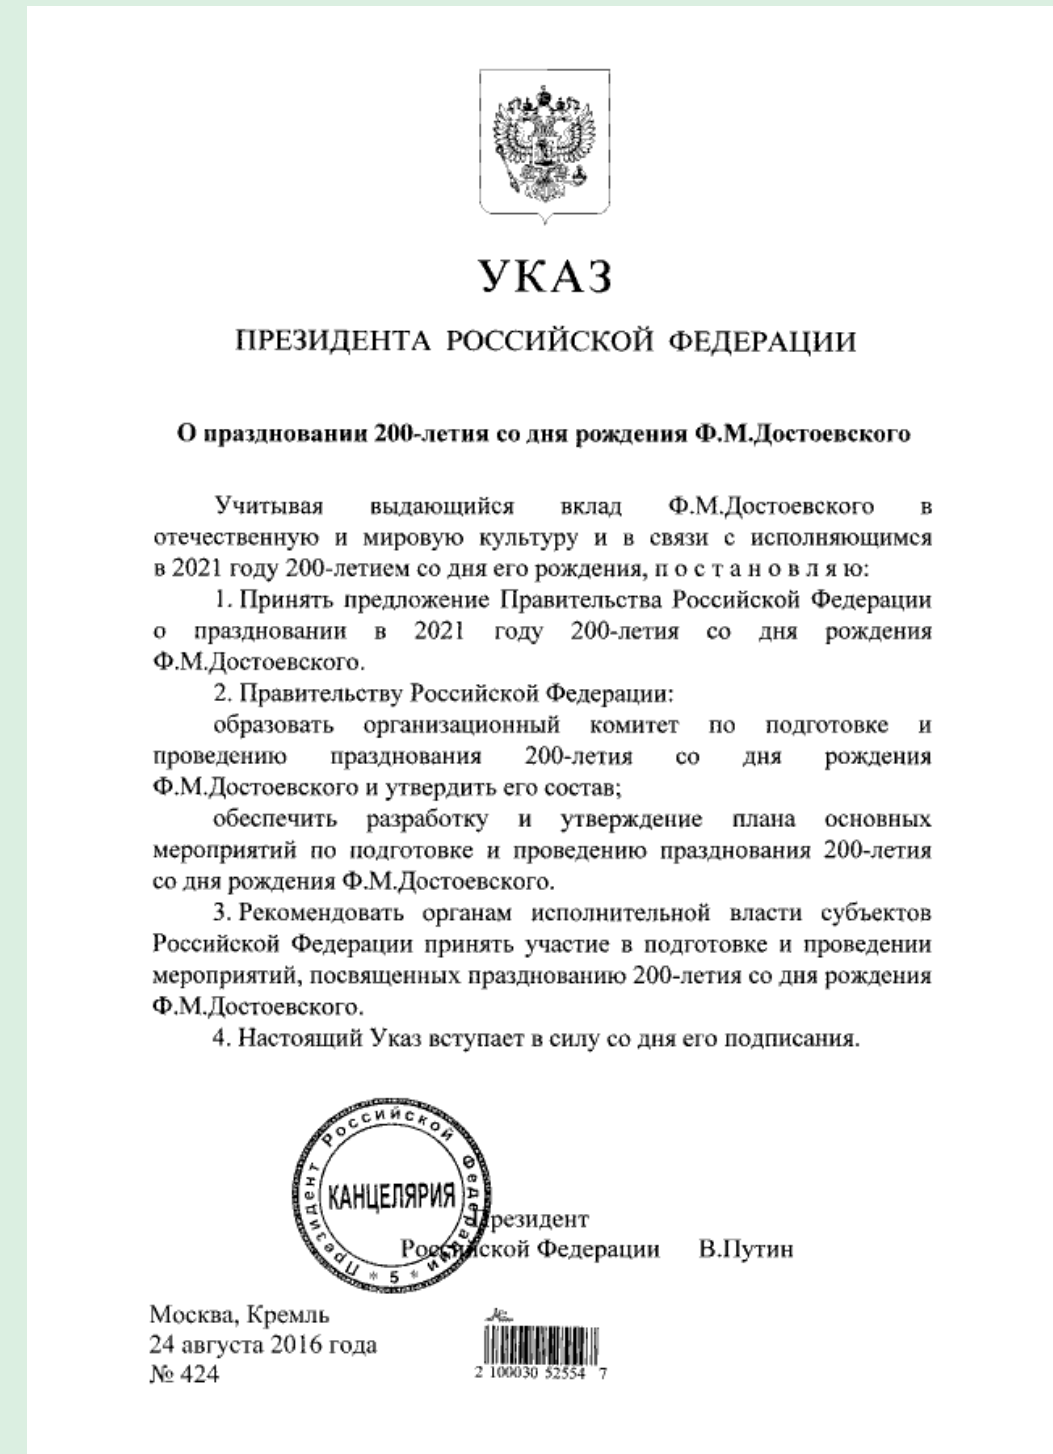 УКАЗ
ПРЕЗИДЕНТА РОССИЙСКОЙ ФЕДЕРАЦИИ
О праздновании 200-летия со дня рождения Ф.М.Достоевского
Учитывая выдающийся вклад Ф.М.Достоевского в
отечественную и мировую культуру и в связи с исполняющимся
в 2021 году 200-летием со дня его рождения, п о с т а н о в л я ю:
1. Принять предложение Правительства Российской Федерации
о праздновании в 2021 году 200-летия со дня рождения
Ф.М.Достоевского.
2. Правительству Российской Федерации:
образовать организационный комитет по подготовке и
проведению празднования 200-летия со дня рождения
Ф.М.Достоевского и утвердить его состав;
обеспечить разработку и утверждение плана основных
мероприятий по подготовке и проведению празднования 200-летия
со дня рождения Ф.М.Достоевского.
3. Рекомендовать органам исполнительной власти субъектов
Российской Федерации принять участие в подготовке и проведении
мероприятий, посвященных празднованию 200-летия со дня рождения
Ф.М.Достоевского.
4. Настоящий Указ вступает в силу со дня его подписания.
Президент Российской Федерации
КАНЦЕЛЯРИЯ
* 5 *
Президент
Российской Федерации В.Путин
Москва, Кремль
24 августа 2016 года
№ 424
2 100030 52554 7